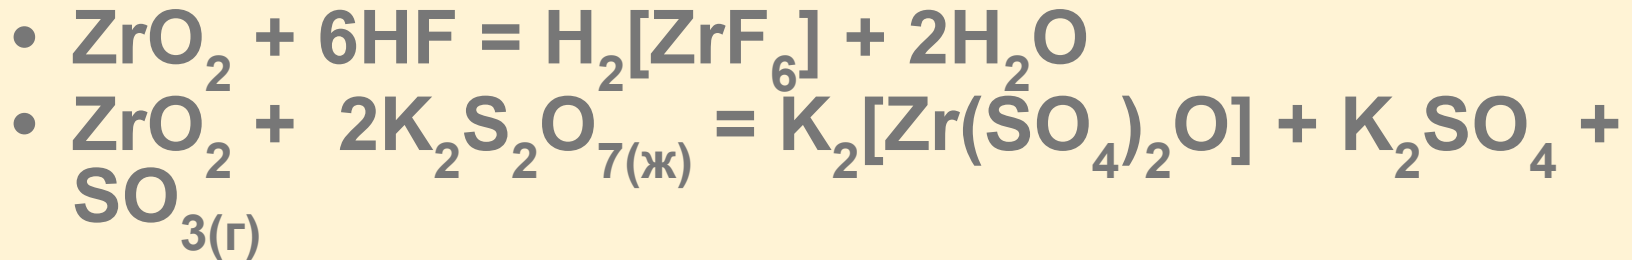 • ZrO₂ + 6HF = H₂[ZrF₆] + 2H₂O
• ZrO₂ + 2K₂S₂O₇₍ж₎ = K₂[Zr(SO₄)₂O] + K₂SO₄ +
SO₃₍г₎